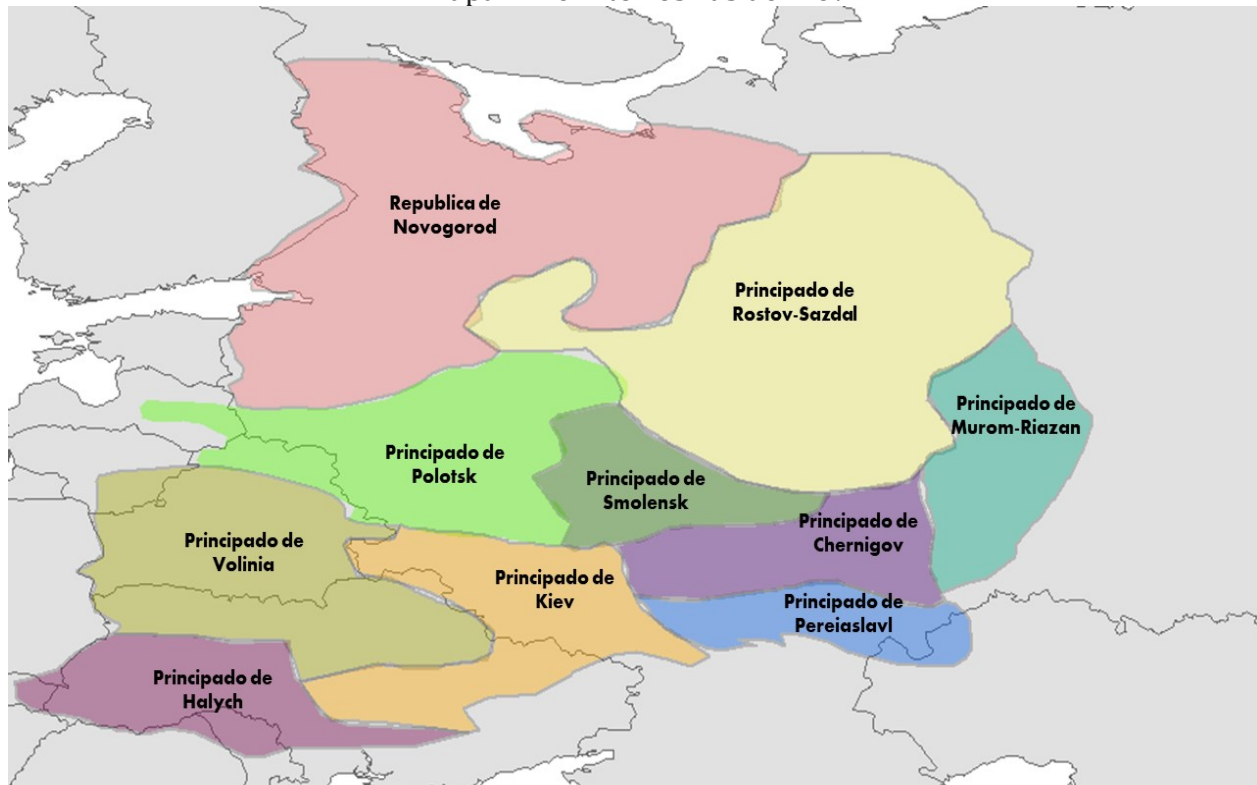 Republica de
Novogorod
Principado de
Rostov-Sazdal
Principado de
Murom-Riazan
Principado de
Polotsk
Principado de
Smolensk
Principado de
Chernigov
Principado de
Volinia
Principado de
Kiev
Principado de
Pereiaslavl
Principado de
Halych